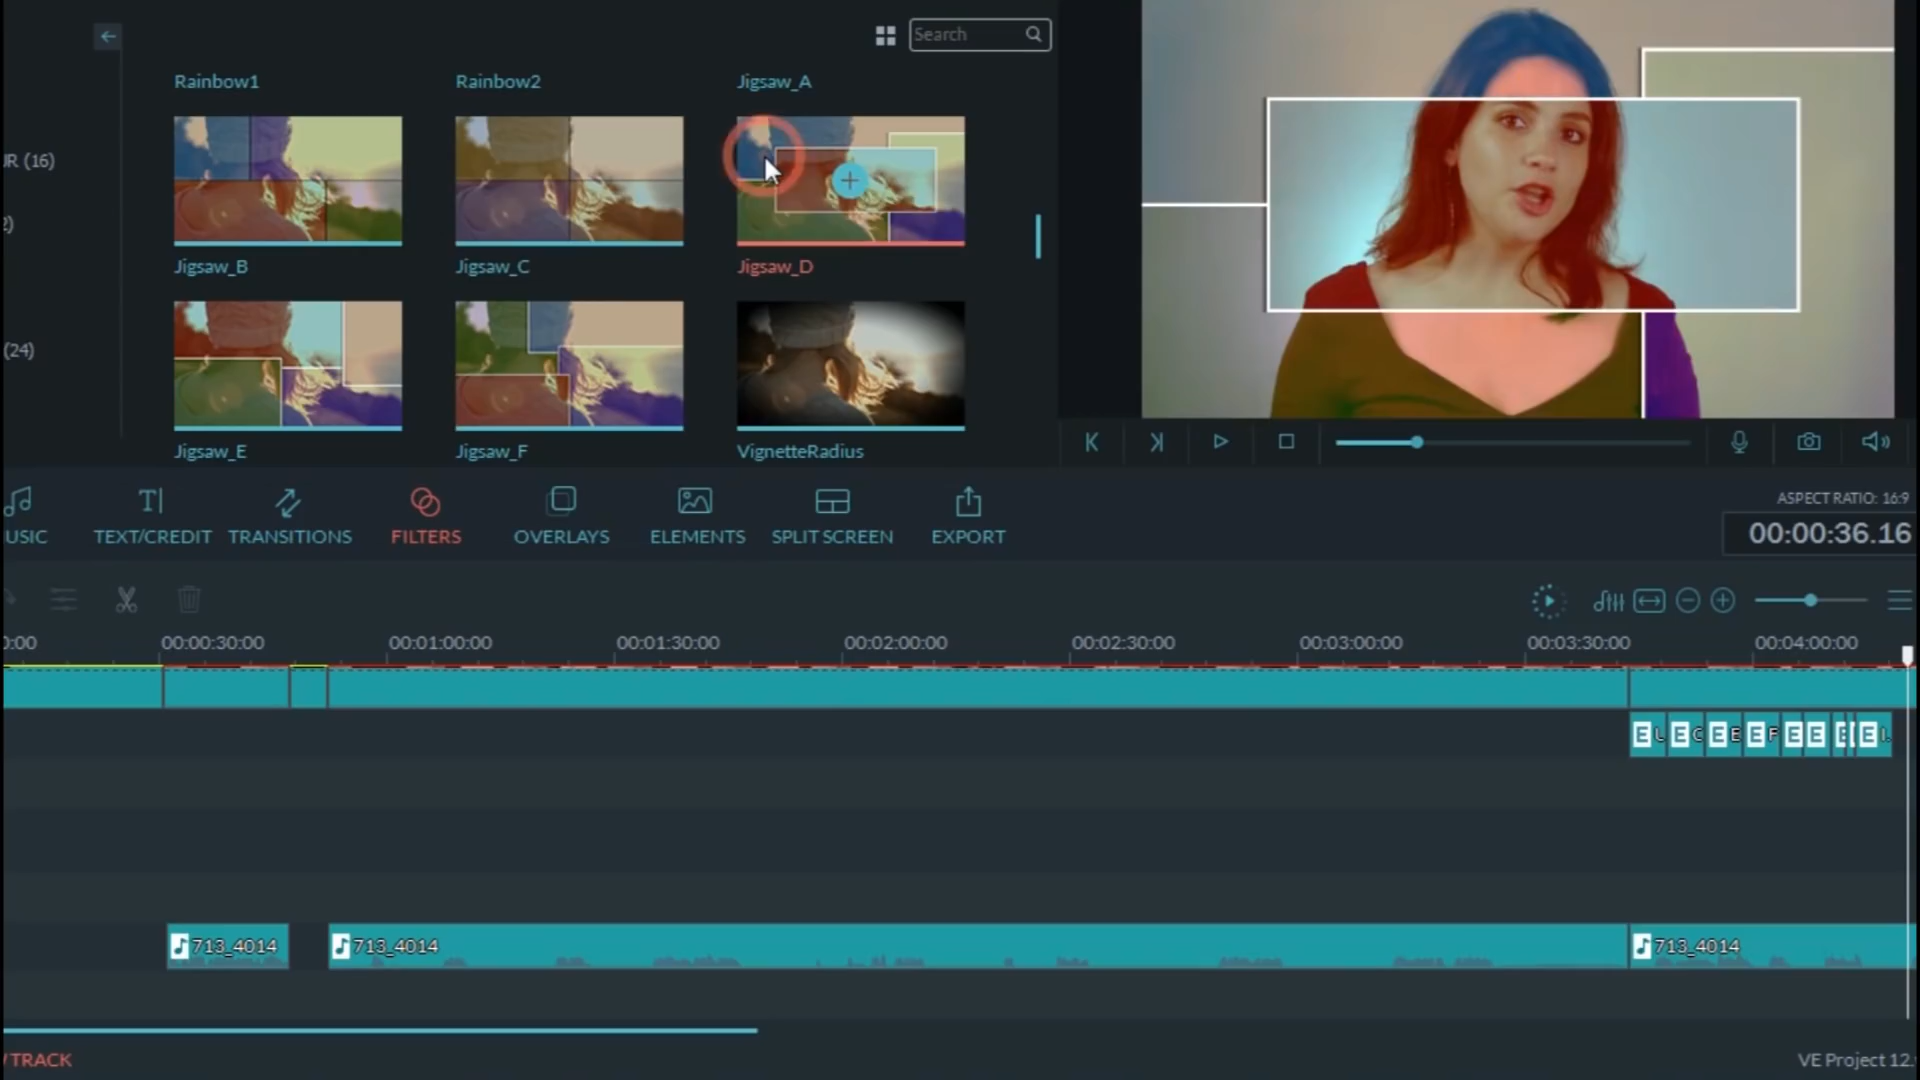 Search
Rainbow1 Rainbow2 Jigsaw_A
UR (16)
2)
Jigsaw_B Jigsaw_C Jigsaw_D
(24)
Jigsaw_E Jigsaw_F VignetteRadius
ASPECT RATIO: 16:9
USIC TEXT/CREDIT TRANSITIONS FILTERS OVERLAYS ELEMENTS SPLIT SCREEN EXPORT
00:00:36.16
0:00 00:00:30:00 00:01:00:00 00:01:30:00 00:02:00:00 00:02:30:00 00:03:00:00 00:03:30:00 00:04:00:00
E E C E E E F E E E E
713_4014 713_4014 713_4014
TRACK
VE Project 12.